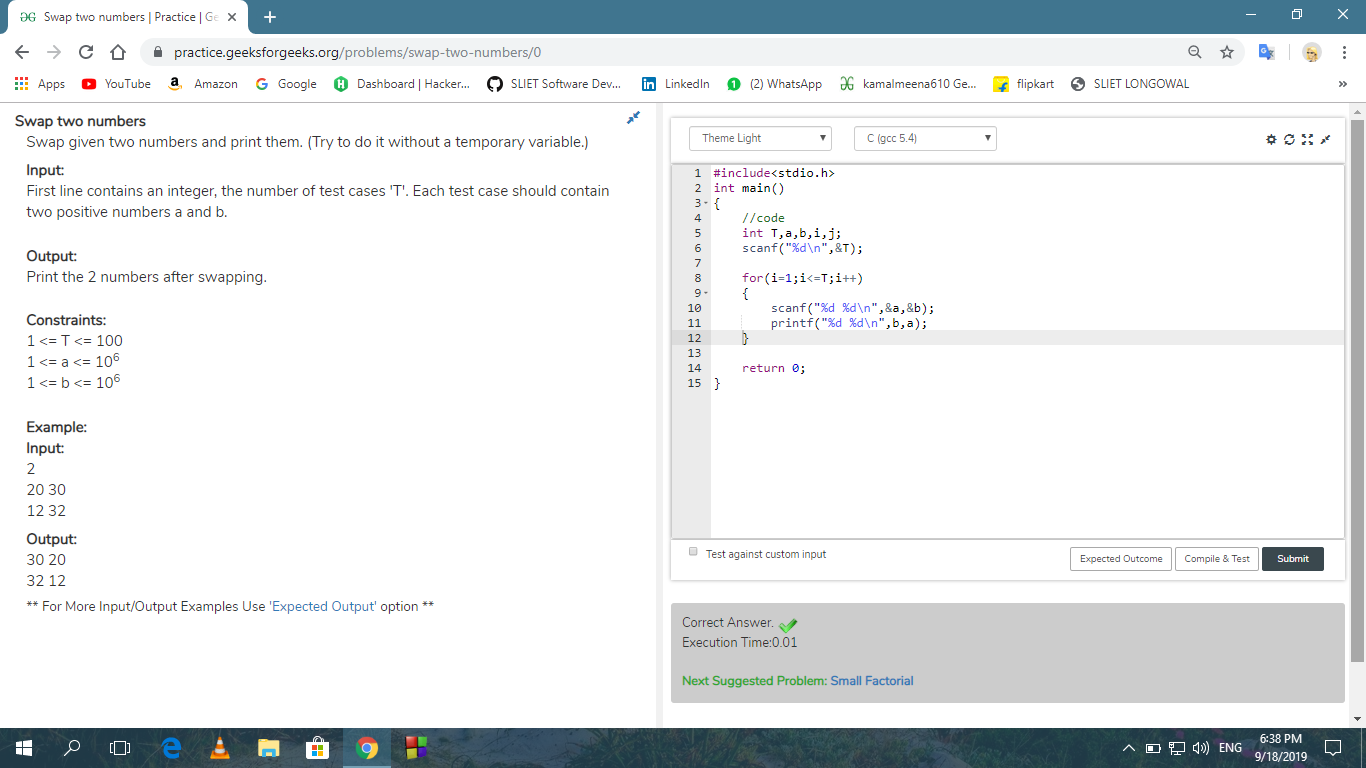 Swap two numbers | Practice | Ge
practice.geeksforgeeks.org/problems/swap-two-numbers/0
Apps YouTube Amazon Google Dashboard | Hacker... SLIET Software Dev... LinkedIn (2) WhatsApp kamalmeena610 Ge... flipkart SLIET LONGOWAL »
Swap two numbers
Swap given two numbers and print them. (Try to do it without a temporary variable.)
Input:
First line contains an integer, the number of test cases 'T'. Each test case should contain
two positive numbers a and b.
Output:
Print the 2 numbers after swapping.
Constraints:
1 <= T <= 100
1 <= a <= 10⁶
1 <= b <= 10⁶
Example:
Input:
2
20 30
12 32
Output:
30 20
32 12
** For More Input/Output Examples Use 'Expected Output' option **
Theme Light C (gcc 5.4)
1 #include<stdio.h>
2 int main()
3 {
4 //code
5 int T,a,b,i,j;
6 scanf("%d\n",&T);
7
8 for(i=1;i<=T;i++)
9 {
10 scanf("%d %d\n",&a,&b);
11 printf("%d %d\n",b,a);
12 }
13
14 return 0;
15 }
Test against custom input Expected Outcome Compile & Test Submit
Correct Answer.
Execution Time:0.01
Next Suggested Problem: Small Factorial
ENG 6:38 PM
9/18/2019